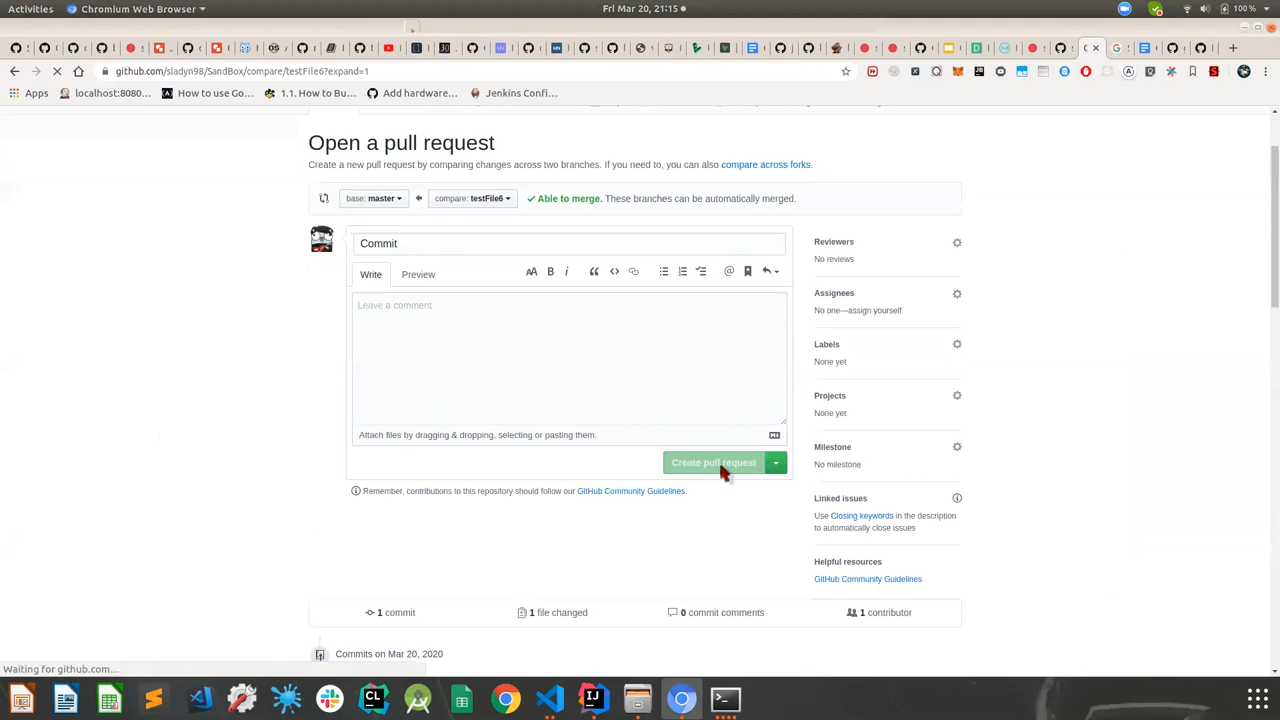 Activities
Chromium Web Browser
Fri Mar 20, 21:15
100 %
github.com/sladyn98/SandBox/compare/testFile6?expand=1
Apps
localhost:8080...
How to use Go...
1.1. How to Bu...
Add hardware...
Jenkins Confi...
Open a pull request
Create a new pull request by comparing changes across two branches. If you need to, you can also compare across forks.
base: master
compare: testFile6
Able to merge. These branches can be automatically merged.
Commit
Write
Preview
Leave a comment
Attach files by dragging & dropping, selecting or pasting them.
Create pull request
Remember, contributions to this repository should follow our GitHub Community Guidelines.
Reviewers
No reviews
Assignees
No one—assign yourself
Labels
None yet
Projects
None yet
Milestone
No milestone
Linked issues
Use Closing keywords in the description
to automatically close issues
Helpful resources
GitHub Community Guidelines
1 commit
1 file changed
0 commit comments
1 contributor
Commits on Mar 20, 2020
Waiting for github.com...